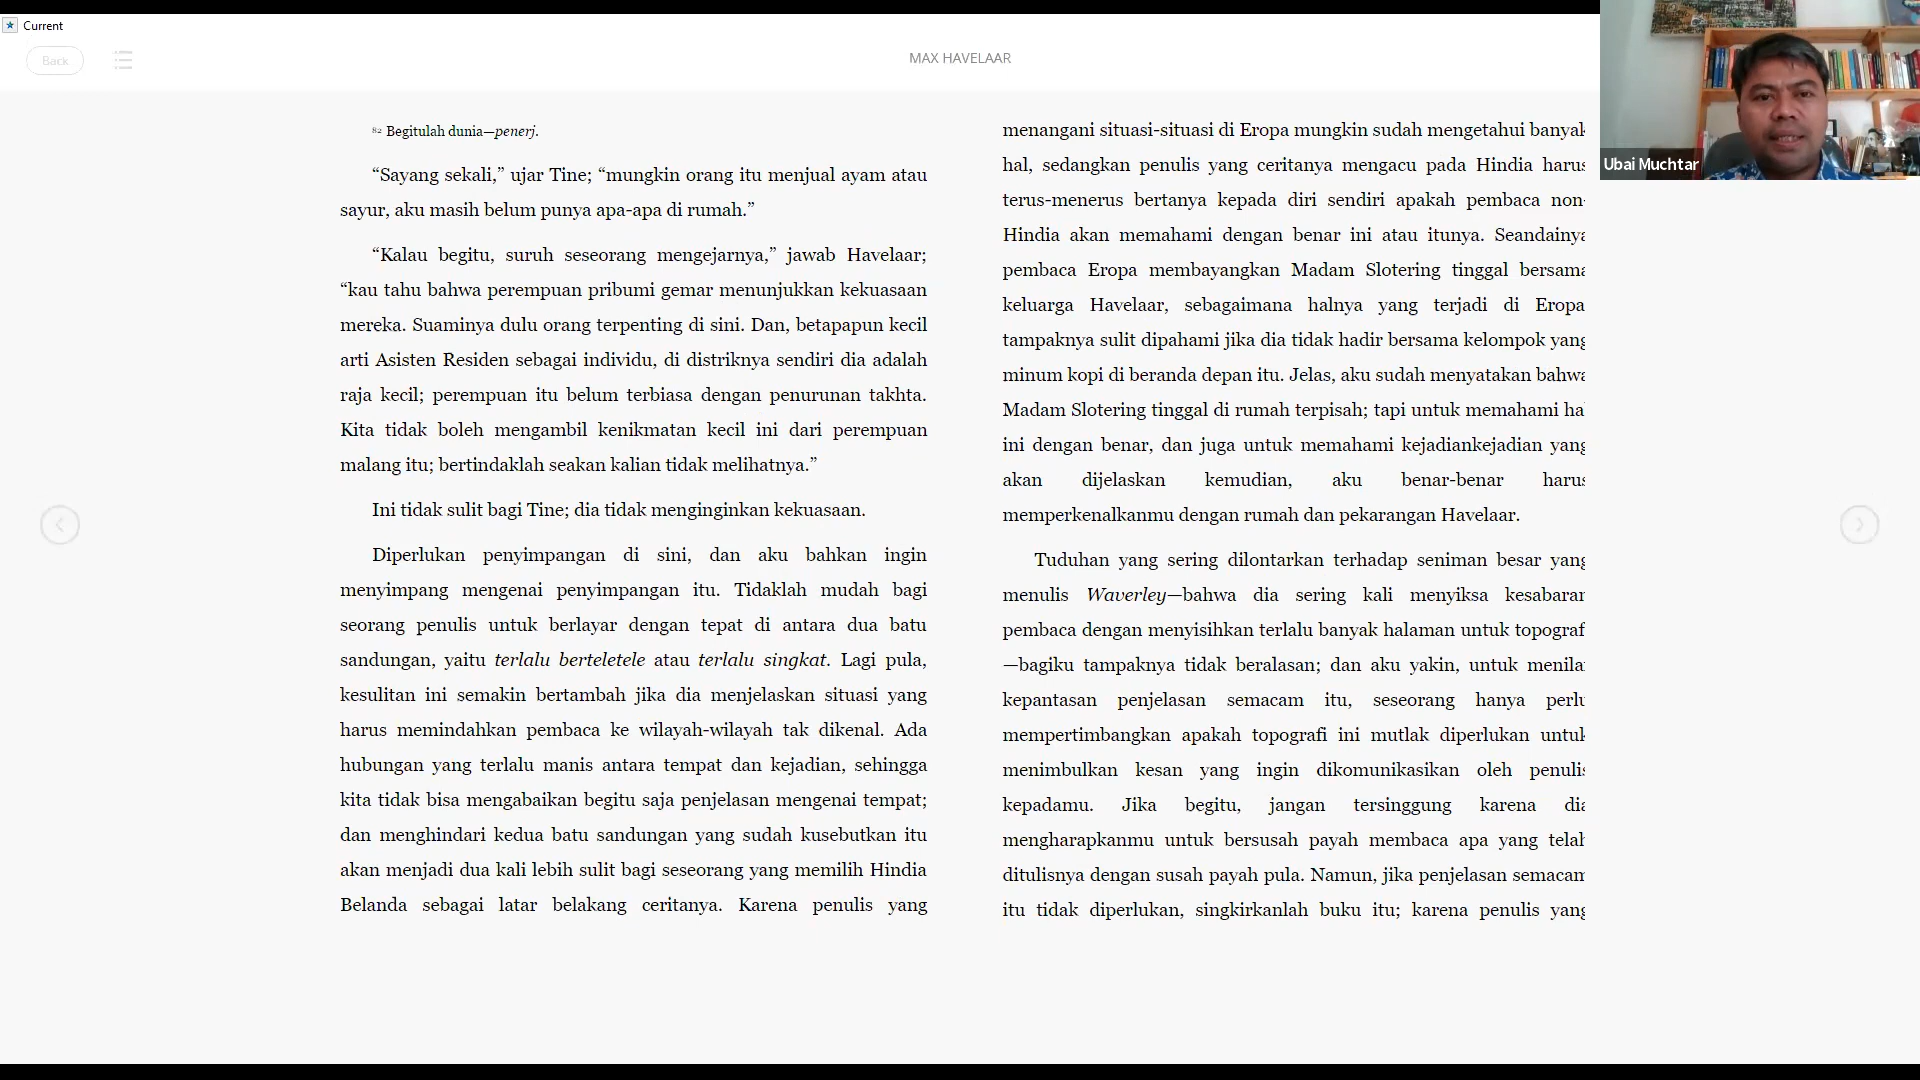 Current
Back
MAX HAVELAAR
Ubai Muchtar
⁸² Begitulah dunia—penerj.
“Sayang sekali,” ujar Tine; “mungkin orang itu menjual ayam atau
sayur, aku masih belum punya apa-apa di rumah.”
“Kalau begitu, suruh seseorang mengejarnya,” jawab Havelaar;
“kau tahu bahwa perempuan pribumi gemar menunjukkan kekuasaan
mereka. Suaminya dulu orang terpenting di sini. Dan, betapapun kecil
arti Asisten Residen sebagai individu, di distriknya sendiri dia adalah
raja kecil; perempuan itu belum terbiasa dengan penurunan takhta.
Kita tidak boleh mengambil kenikmatan kecil ini dari perempuan
malang itu; bertindaklah seakan kalian tidak melihatnya.”
Ini tidak sulit bagi Tine; dia tidak menginginkan kekuasaan.
Diperlukan penyimpangan di sini, dan aku bahkan ingin
menyimpang mengenai penyimpangan itu. Tidaklah mudah bagi
seorang penulis untuk berlayar dengan tepat di antara dua batu
sandungan, yaitu terlalu berteletele atau terlalu singkat. Lagi pula,
kesulitan ini semakin bertambah jika dia menjelaskan situasi yang
harus memindahkan pembaca ke wilayah-wilayah tak dikenal. Ada
hubungan yang terlalu manis antara tempat dan kejadian, sehingga
kita tidak bisa mengabaikan begitu saja penjelasan mengenai tempat;
dan menghindari kedua batu sandungan yang sudah kusebutkan itu
akan menjadi dua kali lebih sulit bagi seseorang yang memilih Hindia
Belanda sebagai latar belakang ceritanya. Karena penulis yang
menangani situasi-situasi di Eropa mungkin sudah mengetahui banyak
hal, sedangkan penulis yang ceritanya mengacu pada Hindia harus
terus-menerus bertanya kepada diri sendiri apakah pembaca non-
Hindia akan memahami dengan benar ini atau itunya. Seandainya
pembaca Eropa membayangkan Madam Slotering tinggal bersama
keluarga Havelaar, sebagaimana halnya yang terjadi di Eropa
tampaknya sulit dipahami jika dia tidak hadir bersama kelompok yang
minum kopi di beranda depan itu. Jelas, aku sudah menyatakan bahwa
Madam Slotering tinggal di rumah terpisah; tapi untuk memahami hal
ini dengan benar, dan juga untuk memahami kejadiankejadian yang
akan dijelaskan kemudian, aku benar-benar harus
memperkenalkanmu dengan rumah dan pekarangan Havelaar.
Tuduhan yang sering dilontarkan terhadap seniman besar yang
menulis Waverley—bahwa dia sering kali menyiksa kesabaran
pembaca dengan menyisihkan terlalu banyak halaman untuk topografi
—bagiku tampaknya tidak beralasan; dan aku yakin, untuk menilai
kepantasan penjelasan semacam itu, seseorang hanya perlu
mempertimbangkan apakah topografi ini mutlak diperlukan untuk
menimbulkan kesan yang ingin dikomunikasikan oleh penulis
kepadamu. Jika begitu, jangan tersinggung karena dia
mengharapkanmu untuk bersusah payah membaca apa yang telah
ditulisnya dengan susah payah pula. Namun, jika penjelasan semacam
itu tidak diperlukan, singkirkanlah buku itu; karena penulis yang